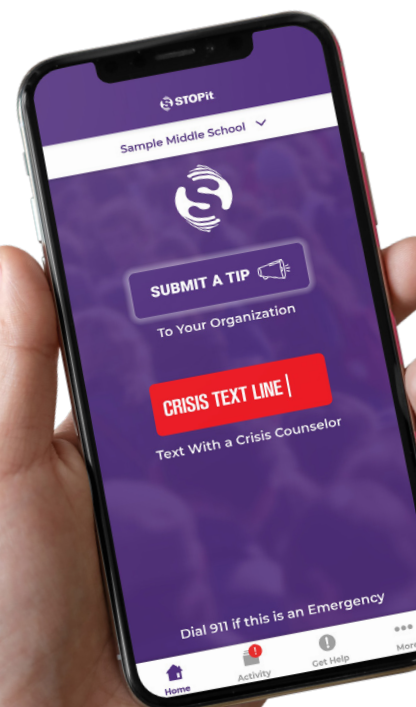 STOPit
Sample Middle School
SUBMIT A TIP
To Your Organization
CRISIS TEXT LINE |
Text With a Crisis Counselor
Dial 911 if this is an Emergency
Home
Activity
Get Help
More